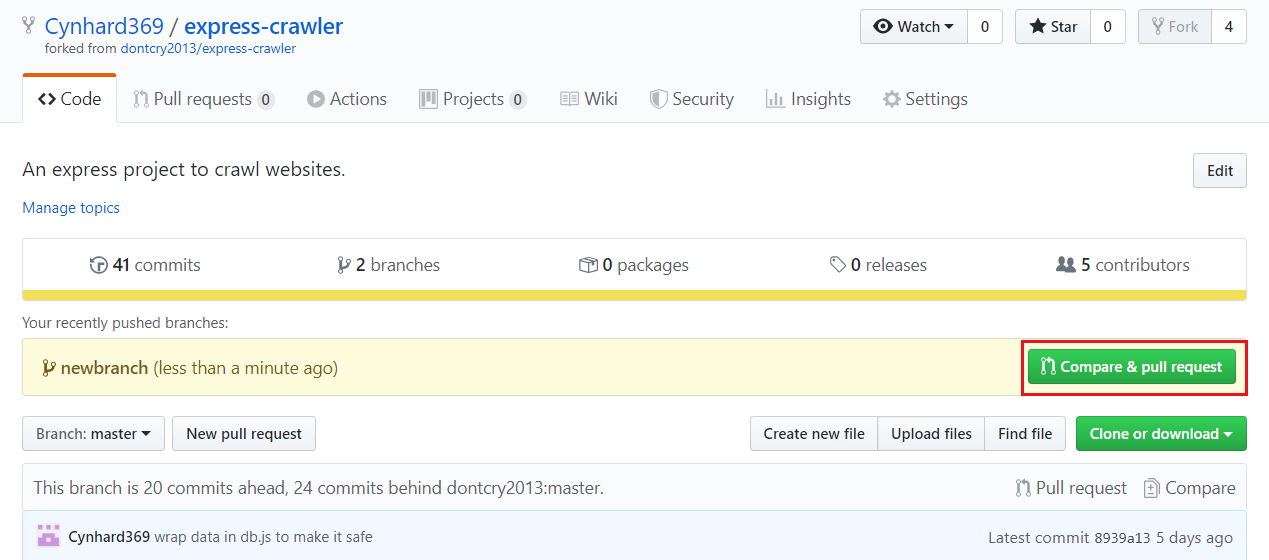 Cynhard369 / express-crawler
forked from dontcry2013/express-crawler
Watch 0 Star 0 Fork 4
Code Pull requests 0 Actions Projects 0 Wiki Security Insights Settings
An express project to crawl websites.
Edit
Manage topics
41 commits 2 branches 0 packages 0 releases 5 contributors
Your recently pushed branches:
newbranch (less than a minute ago) Compare & pull request
Branch: master New pull request Create new file Upload files Find file Clone or download
This branch is 20 commits ahead, 24 commits behind dontcry2013:master. Pull request Compare
Cynhard369 wrap data in db.js to make it safe Latest commit 8939a13 5 days ago